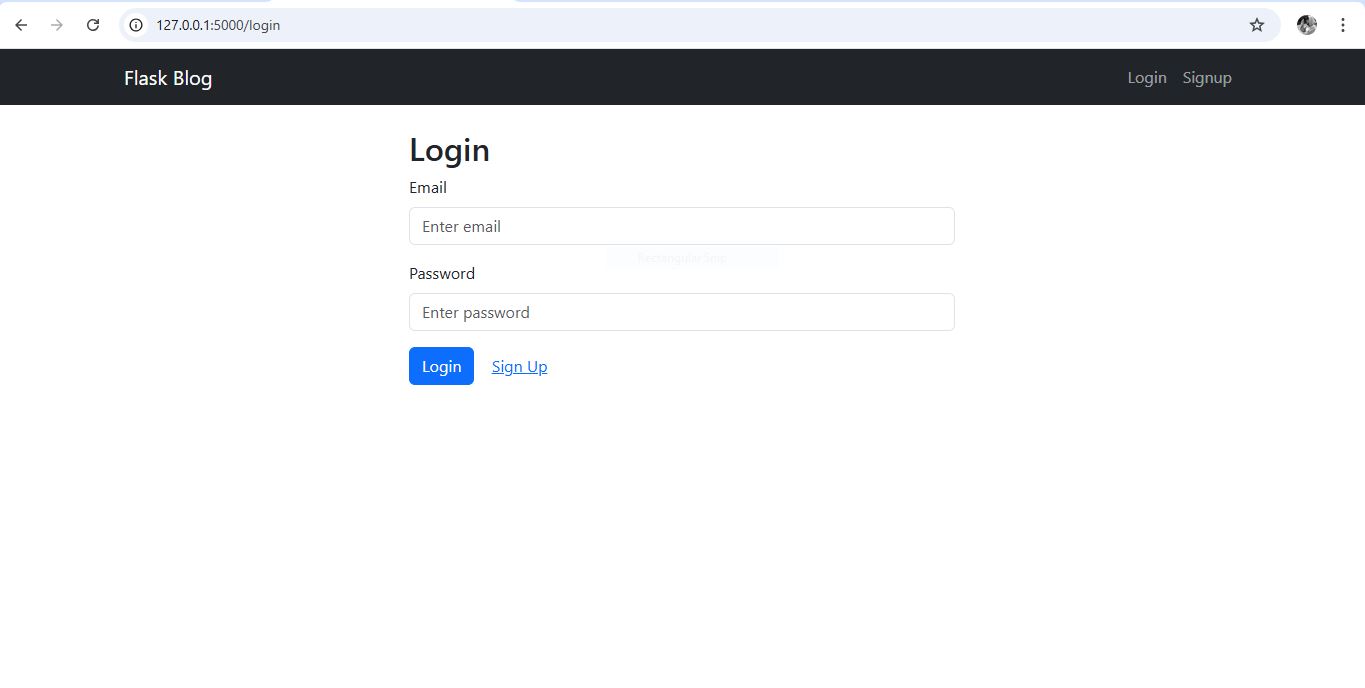 127.0.0.1:5000/login
Flask Blog Login Signup
Login
Email
Enter email
Rectangular Snip
Password
Enter password
Login Sign Up